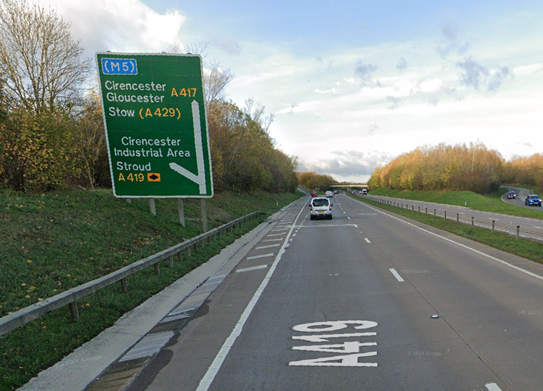 (M5)
Cirencester
Gloucester A417
Stow (A429)
Cirencester
Industrial Area
Stroud
A419
A419